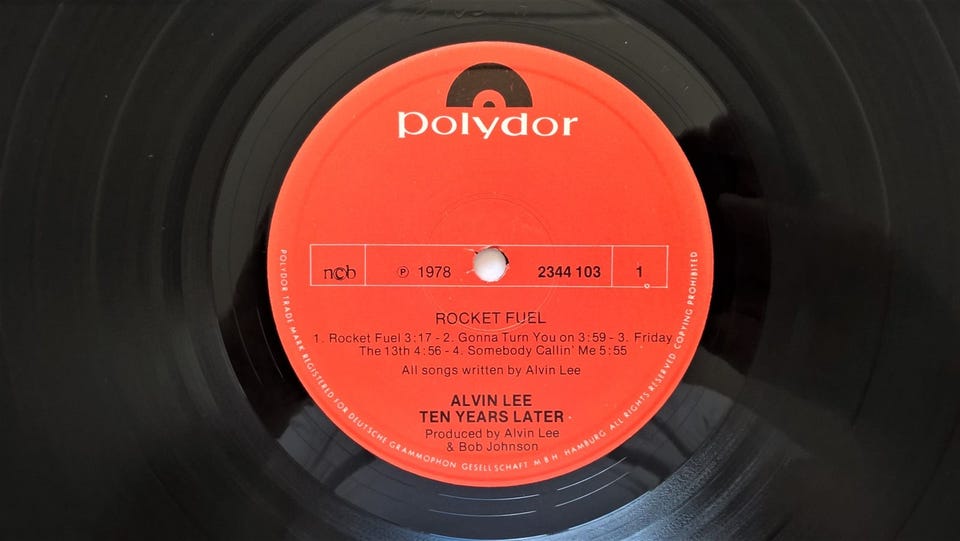 polydor
ncb
℗ 1978
2344 103
1
ROCKET FUEL
1. Rocket Fuel 3:17 - 2. Gonna Turn You on 3:59 - 3. Friday
The 13th 4:56 - 4. Somebody Callin' Me 5:55
All songs written by Alvin Lee
ALVIN LEE
TEN YEARS LATER
Produced by Alvin Lee
& Bob Johnson
POLYDOR TRADE MARK REGISTERED FOR DEUTSCHE GRAMMOPHON GESELLSCHAFT M B H HAMBURG ALL RIGHTS RESERVED COPYING PROHIBITED